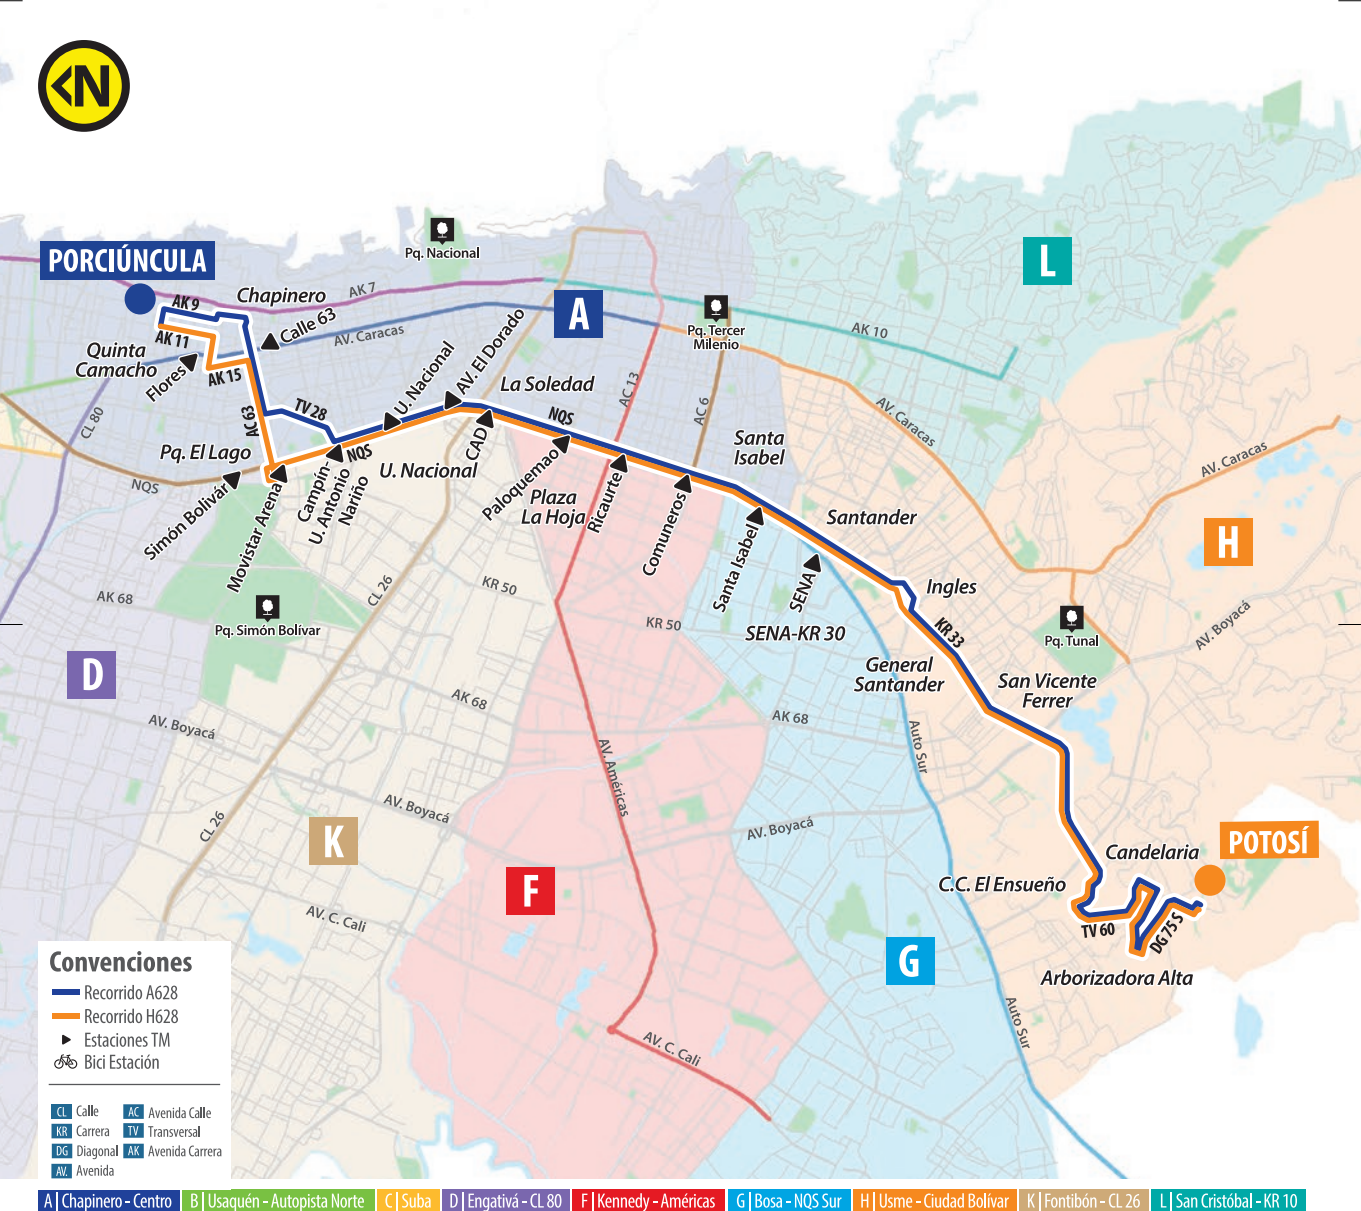 N
L
Pq. Nacional
PORCIÚNCULA
AK 7
AK 9
Chapinero
A
Calle 63
AV. Caracas
AK 10
Pq. Tercer
Milenio
AK 11
Quinta
Camacho
Flores
AK 15
U. Nacional
AV. El Dorado
La Soledad
AC 13
AC 6
AV. Caracas
CL 80
AC 63
TV 28
NQS
Santa
Isabel
AV. Caracas
Pq. El Lago
NQS
U. Nacional
CAD
NQS
Simón Bolívar
Movistar Arena
Campín-
U. Antonio
Nariño
Paloquemao
Plaza
La Hoja
Ricaurte
Comuneros
Santander
H
Santa Isabel
SENA
Ingles
CL 26
KR 50
KR 50
AK 68
Pq. Simón Bolívar
SENA-KR 30
KR 33
Pq. Tunal
AV. Boyacá
D
General
Santander
San Vicente
Ferrer
AK 68
AK 68
AV. Boyacá
Auto Sur
AV. Américas
AV. Boyacá
CL 26
AV. Boyacá
K
POTOSÍ
Candelaria
C.C. El Ensueño
F
AV. C. Cali
TV 60
DG 75 S
G
Arborizadora Alta
Auto Sur
AV. C. Cali
Convenciones
Recorrido A628
Recorrido H628
Estaciones TM
Bici Estación
CL Calle AC Avenida Calle
KR Carrera TV Transversal
DG Diagonal AK Avenida Carrera
AV. Avenida
A | Chapinero - Centro B | Usaquén - Autopista Norte C | Suba D | Engativá - CL 80 F | Kennedy - Américas G | Bosa - NQS Sur H | Usme - Ciudad Bolívar K | Fontibón - CL 26 L | San Cristóbal - KR 10